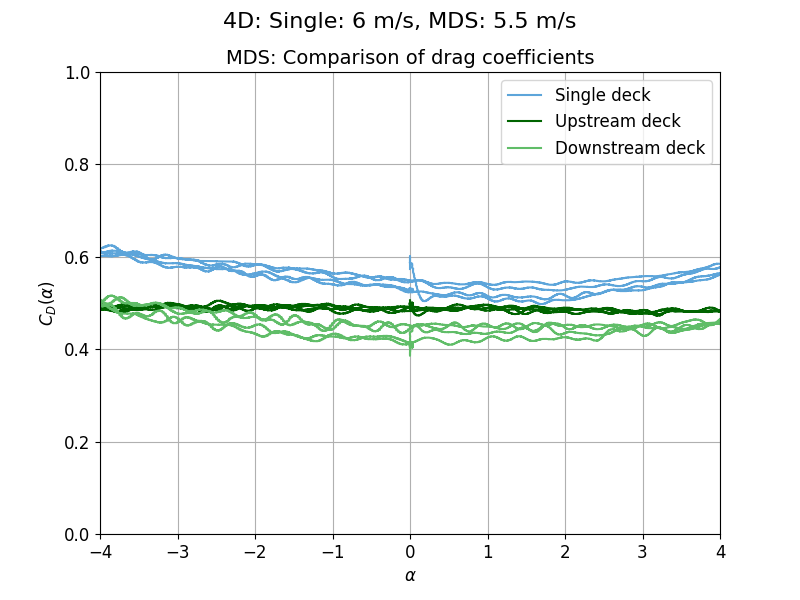 4D: Single: 6 m/s, MDS: 5.5 m/s
MDS: Comparison of drag coefficients
1.0
0.8
0.6
0.4
0.2
0.0
C_D(α)
Single deck
Upstream deck
Downstream deck
−4 −3 −2 −1 0 1 2 3 4
α